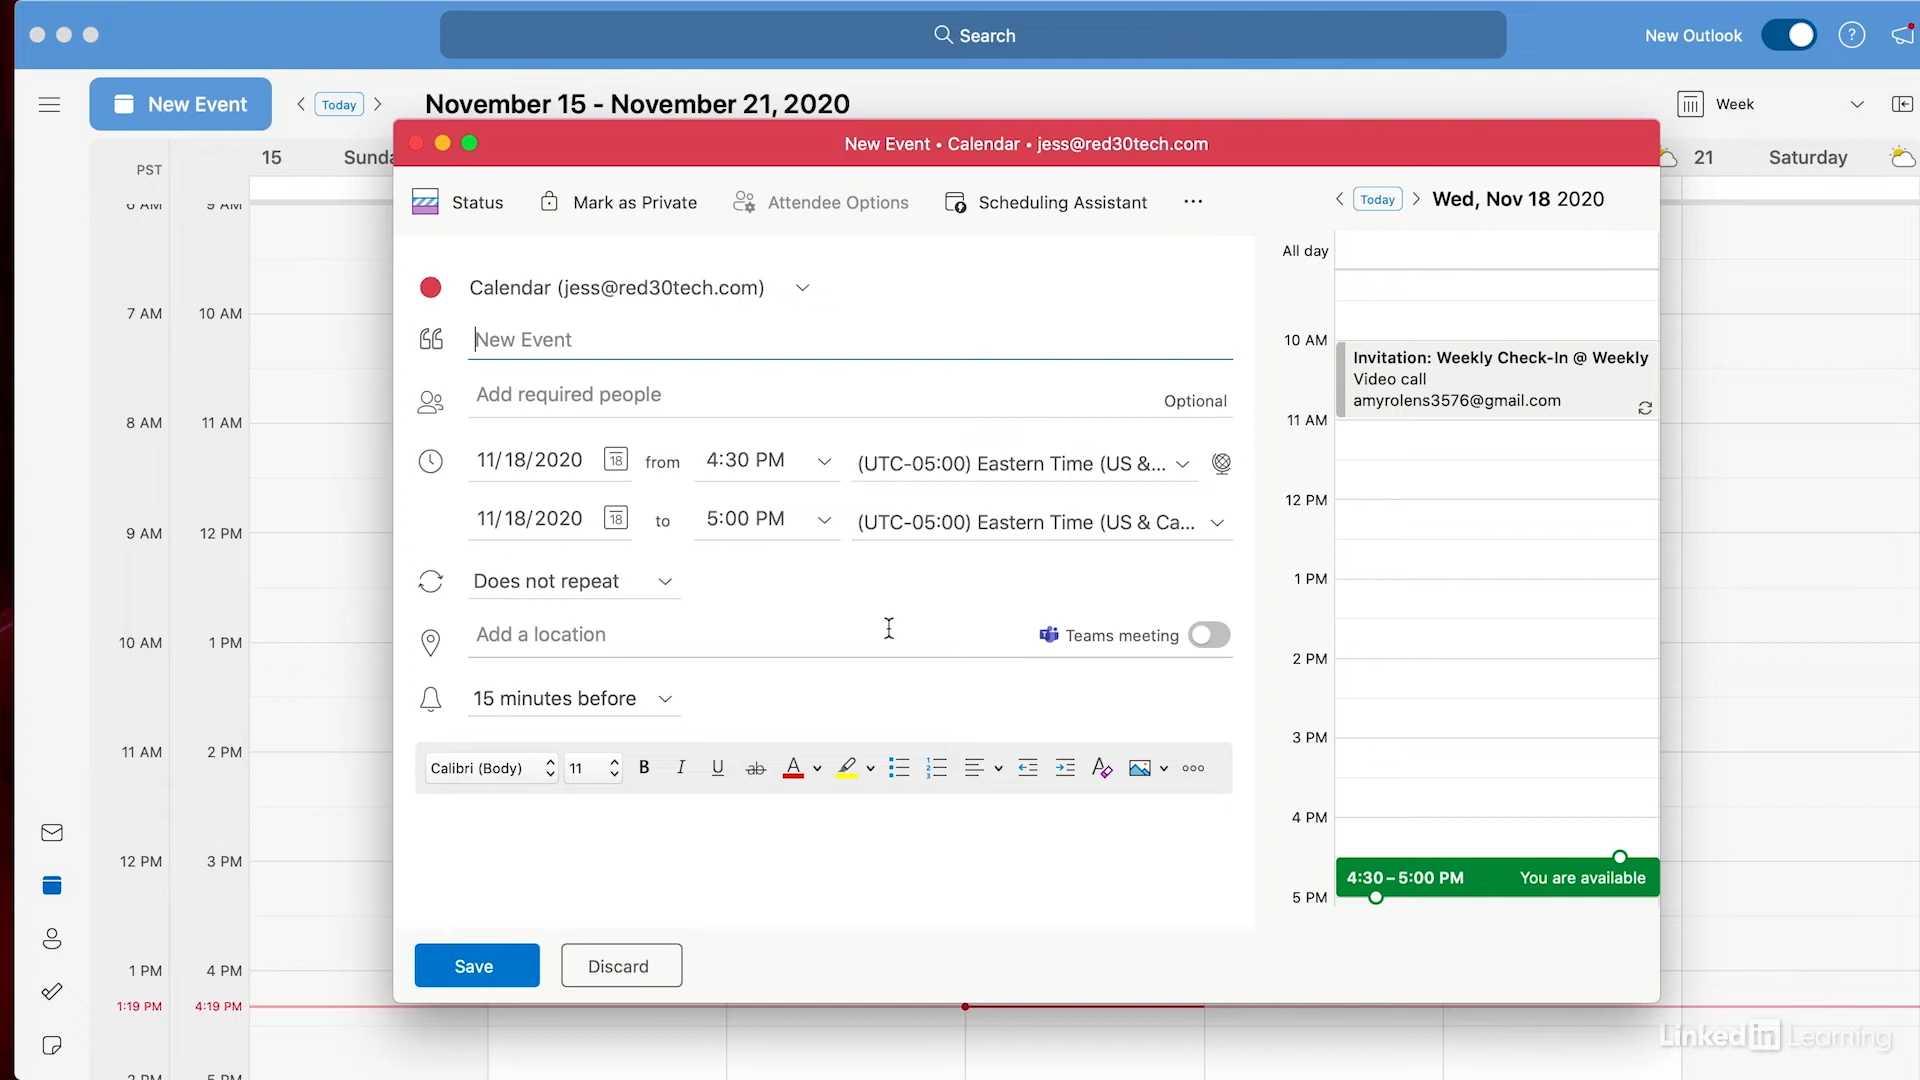 Search
New Outlook
New Event
Today
November 15 - November 21, 2020
Week
15
21
Saturday
PST
7 AM
8 AM
9 AM
10 AM
11 AM
12 PM
1 PM
1:19 PM
9 AM
10 AM
11 AM
12 PM
1 PM
2 PM
3 PM
4 PM
4:19 PM
New Event • Calendar • jess@red30tech.com
Status
Mark as Private
Attendee Options
Scheduling Assistant
Calendar (jess@red30tech.com)
New Event
Add required people
Optional
11/18/2020 18 from 4:30 PM (UTC-05:00) Eastern Time (US &...
11/18/2020 18 to 5:00 PM (UTC-05:00) Eastern Time (US & Ca...
Does not repeat
Add a location
Teams meeting
15 minutes before
Calibri (Body) 11 B I U ab A
Save
Discard
Today
Wed, Nov 18 2020
All day
10 AM
Invitation: Weekly Check-In @ Weekly
Video call
amyrolens3576@gmail.com
11 AM
12 PM
1 PM
2 PM
3 PM
4 PM
4:30 – 5:00 PM You are available
5 PM
Linked in Learning